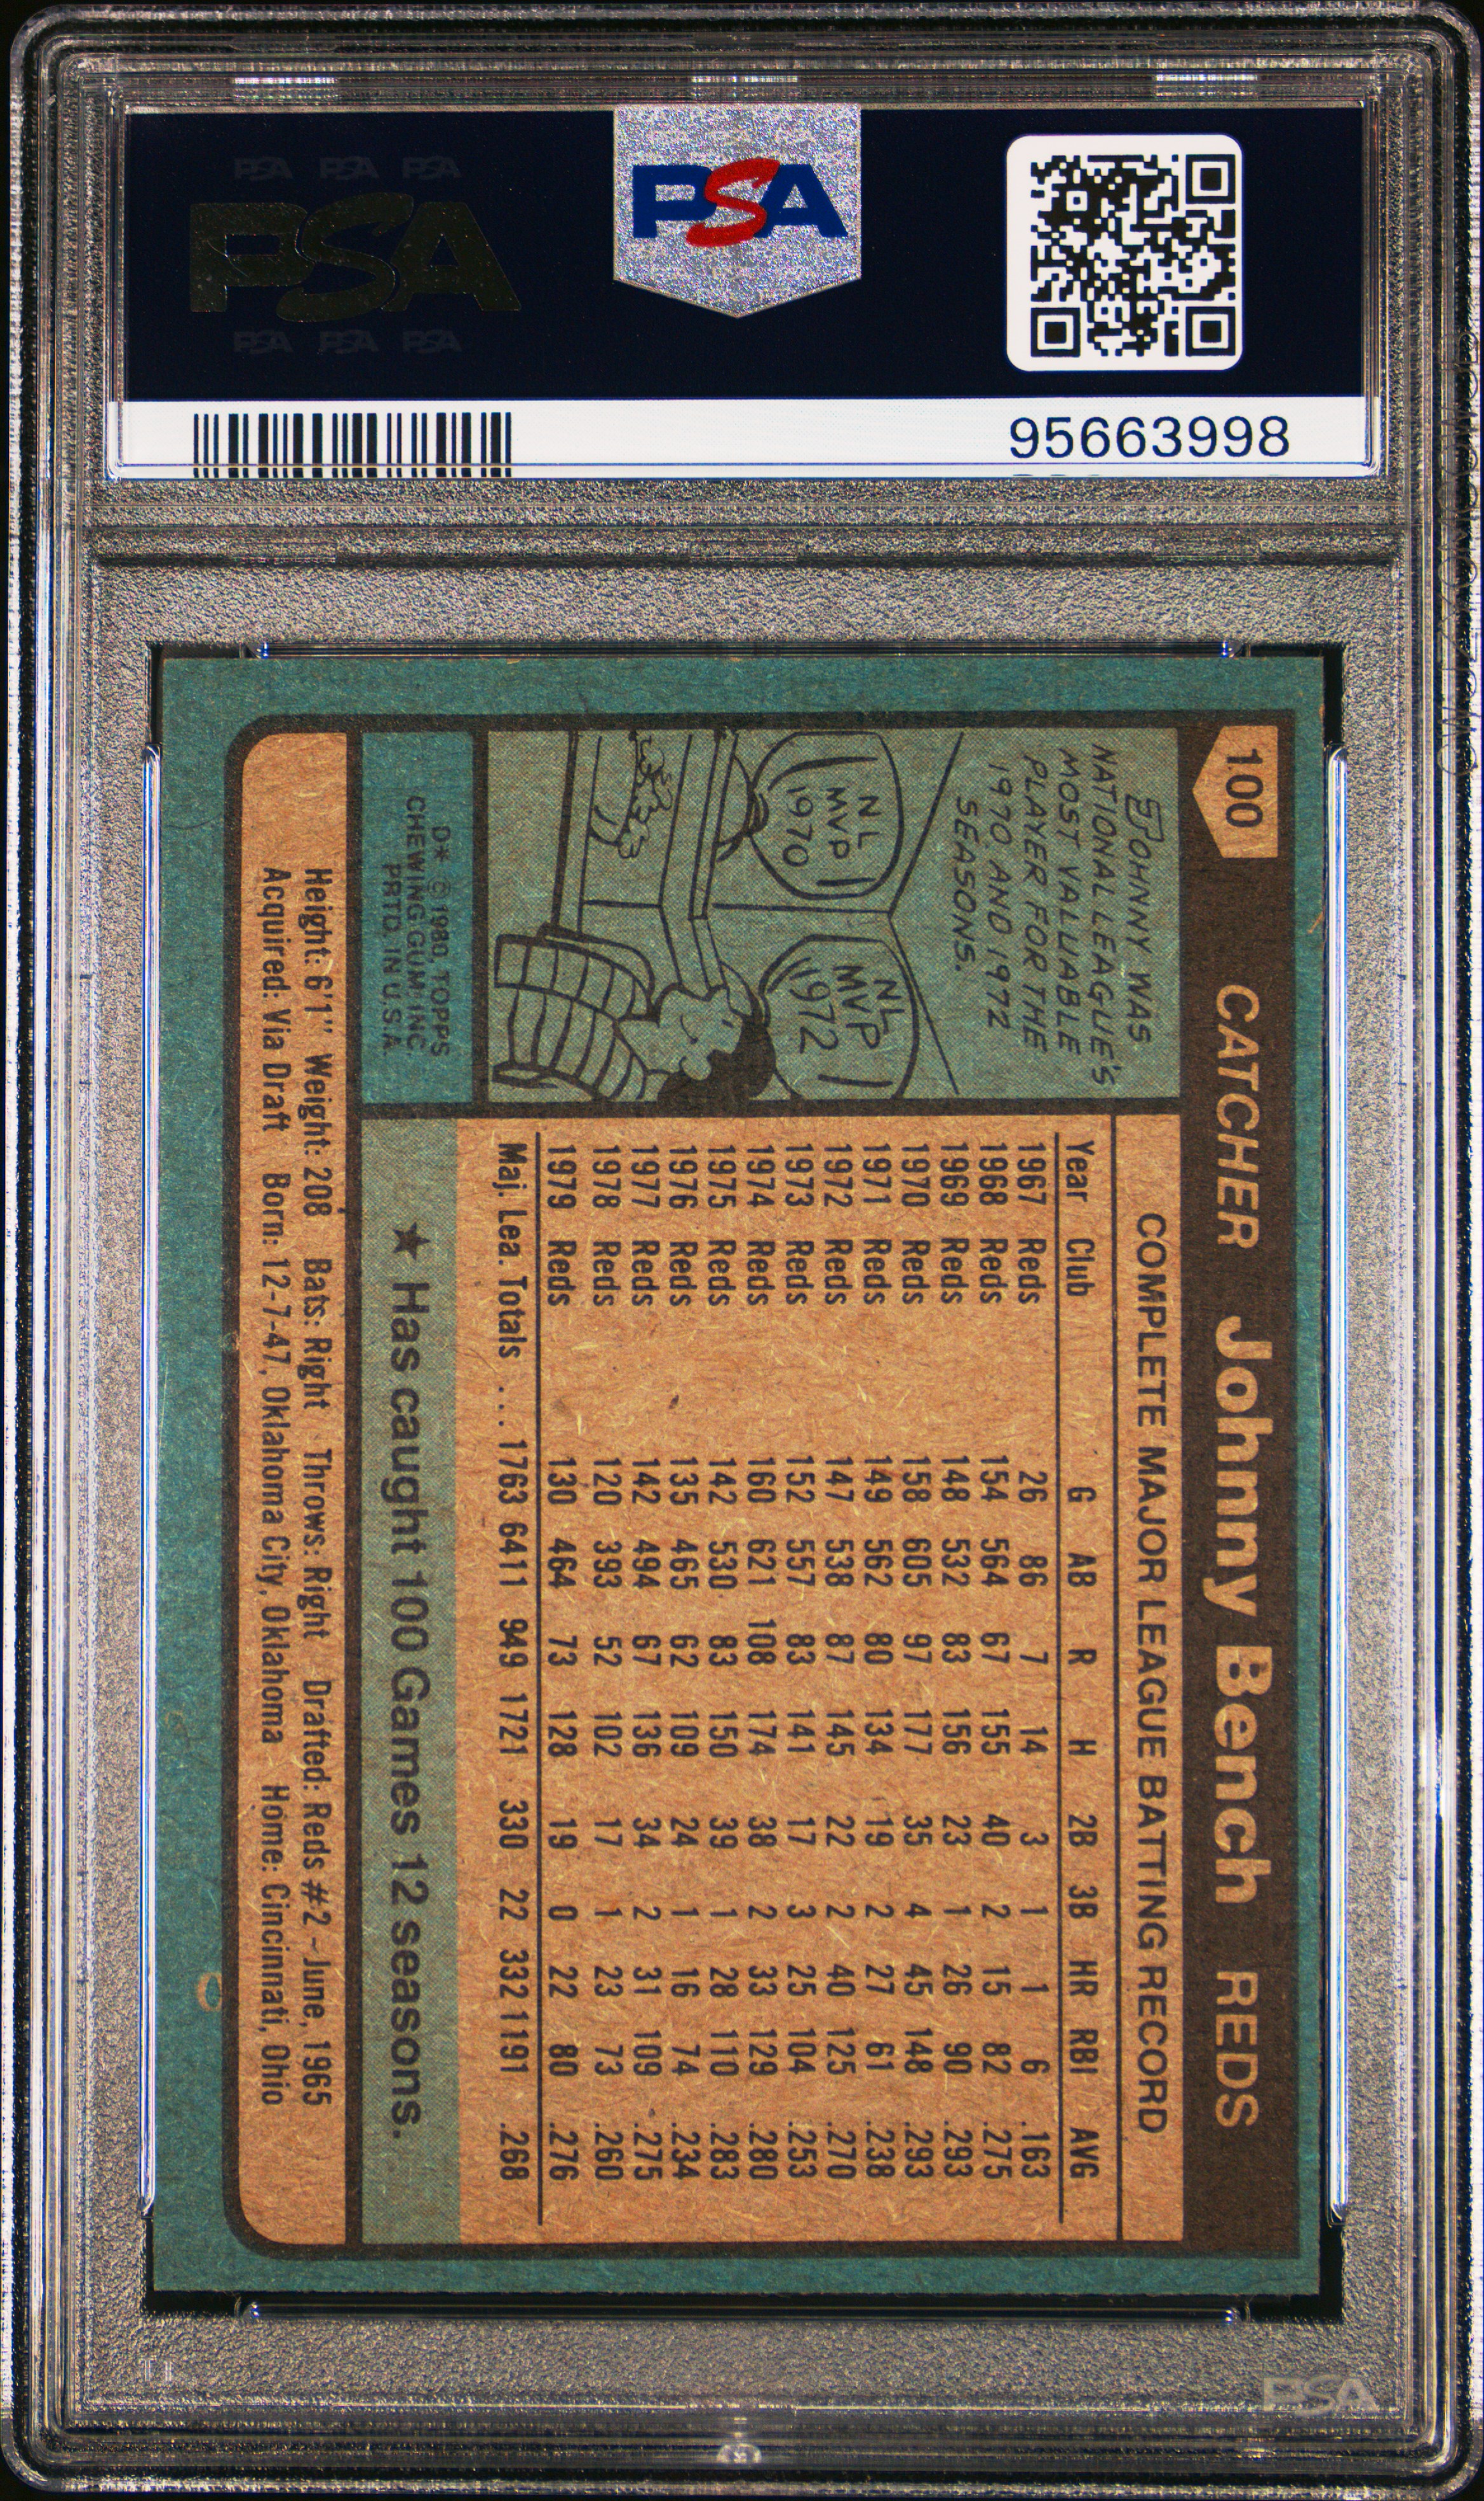 PSA PSA PSA
PSA
PSA PSA PSA
PSA
95663998
100 CATCHER Johnny Bench REDS
JOHNNY WAS
NATIONAL LEAGUE'S
MOST VALUABLE
PLAYER FOR THE
1970 AND 1972
SEASONS.
NL
MVP
1970
NL
MVP
1972
D* © 1980, TOPPS
CHEWING GUM, INC.
PRTD. IN U.S.A.
COMPLETE MAJOR LEAGUE BATTING RECORD
Year Club G AB R H 2B 3B HR RBI AVG
1967 Reds 26 86 7 14 3 1 1 6 .163
1968 Reds 154 564 67 155 40 2 15 82 .275
1969 Reds 148 532 83 156 23 1 26 90 .293
1970 Reds 158 605 97 177 35 4 45 148 .293
1971 Reds 149 562 80 134 19 2 27 61 .238
1972 Reds 147 538 87 145 22 2 40 125 .270
1973 Reds 152 557 83 141 17 3 25 104 .253
1974 Reds 160 621 108 174 38 2 33 129 .280
1975 Reds 142 530 83 150 39 1 28 110 .283
1976 Reds 135 465 62 109 24 1 16 74 .234
1977 Reds 142 494 67 136 34 2 31 109 .275
1978 Reds 120 393 52 102 17 1 23 73 .260
1979 Reds 130 464 73 128 19 0 22 80 .276
Maj. Lea. Totals ... 1763 6411 949 1721 330 22 332 1191 .268
★ Has caught 100 Games 12 seasons.
Height: 6'1" Weight: 208 Bats: Right Throws: Right Drafted: Reds #2 - June, 1965
Acquired: Via Draft Born: 12-7-47, Oklahoma City, Oklahoma Home: Cincinnati, Ohio
PSA